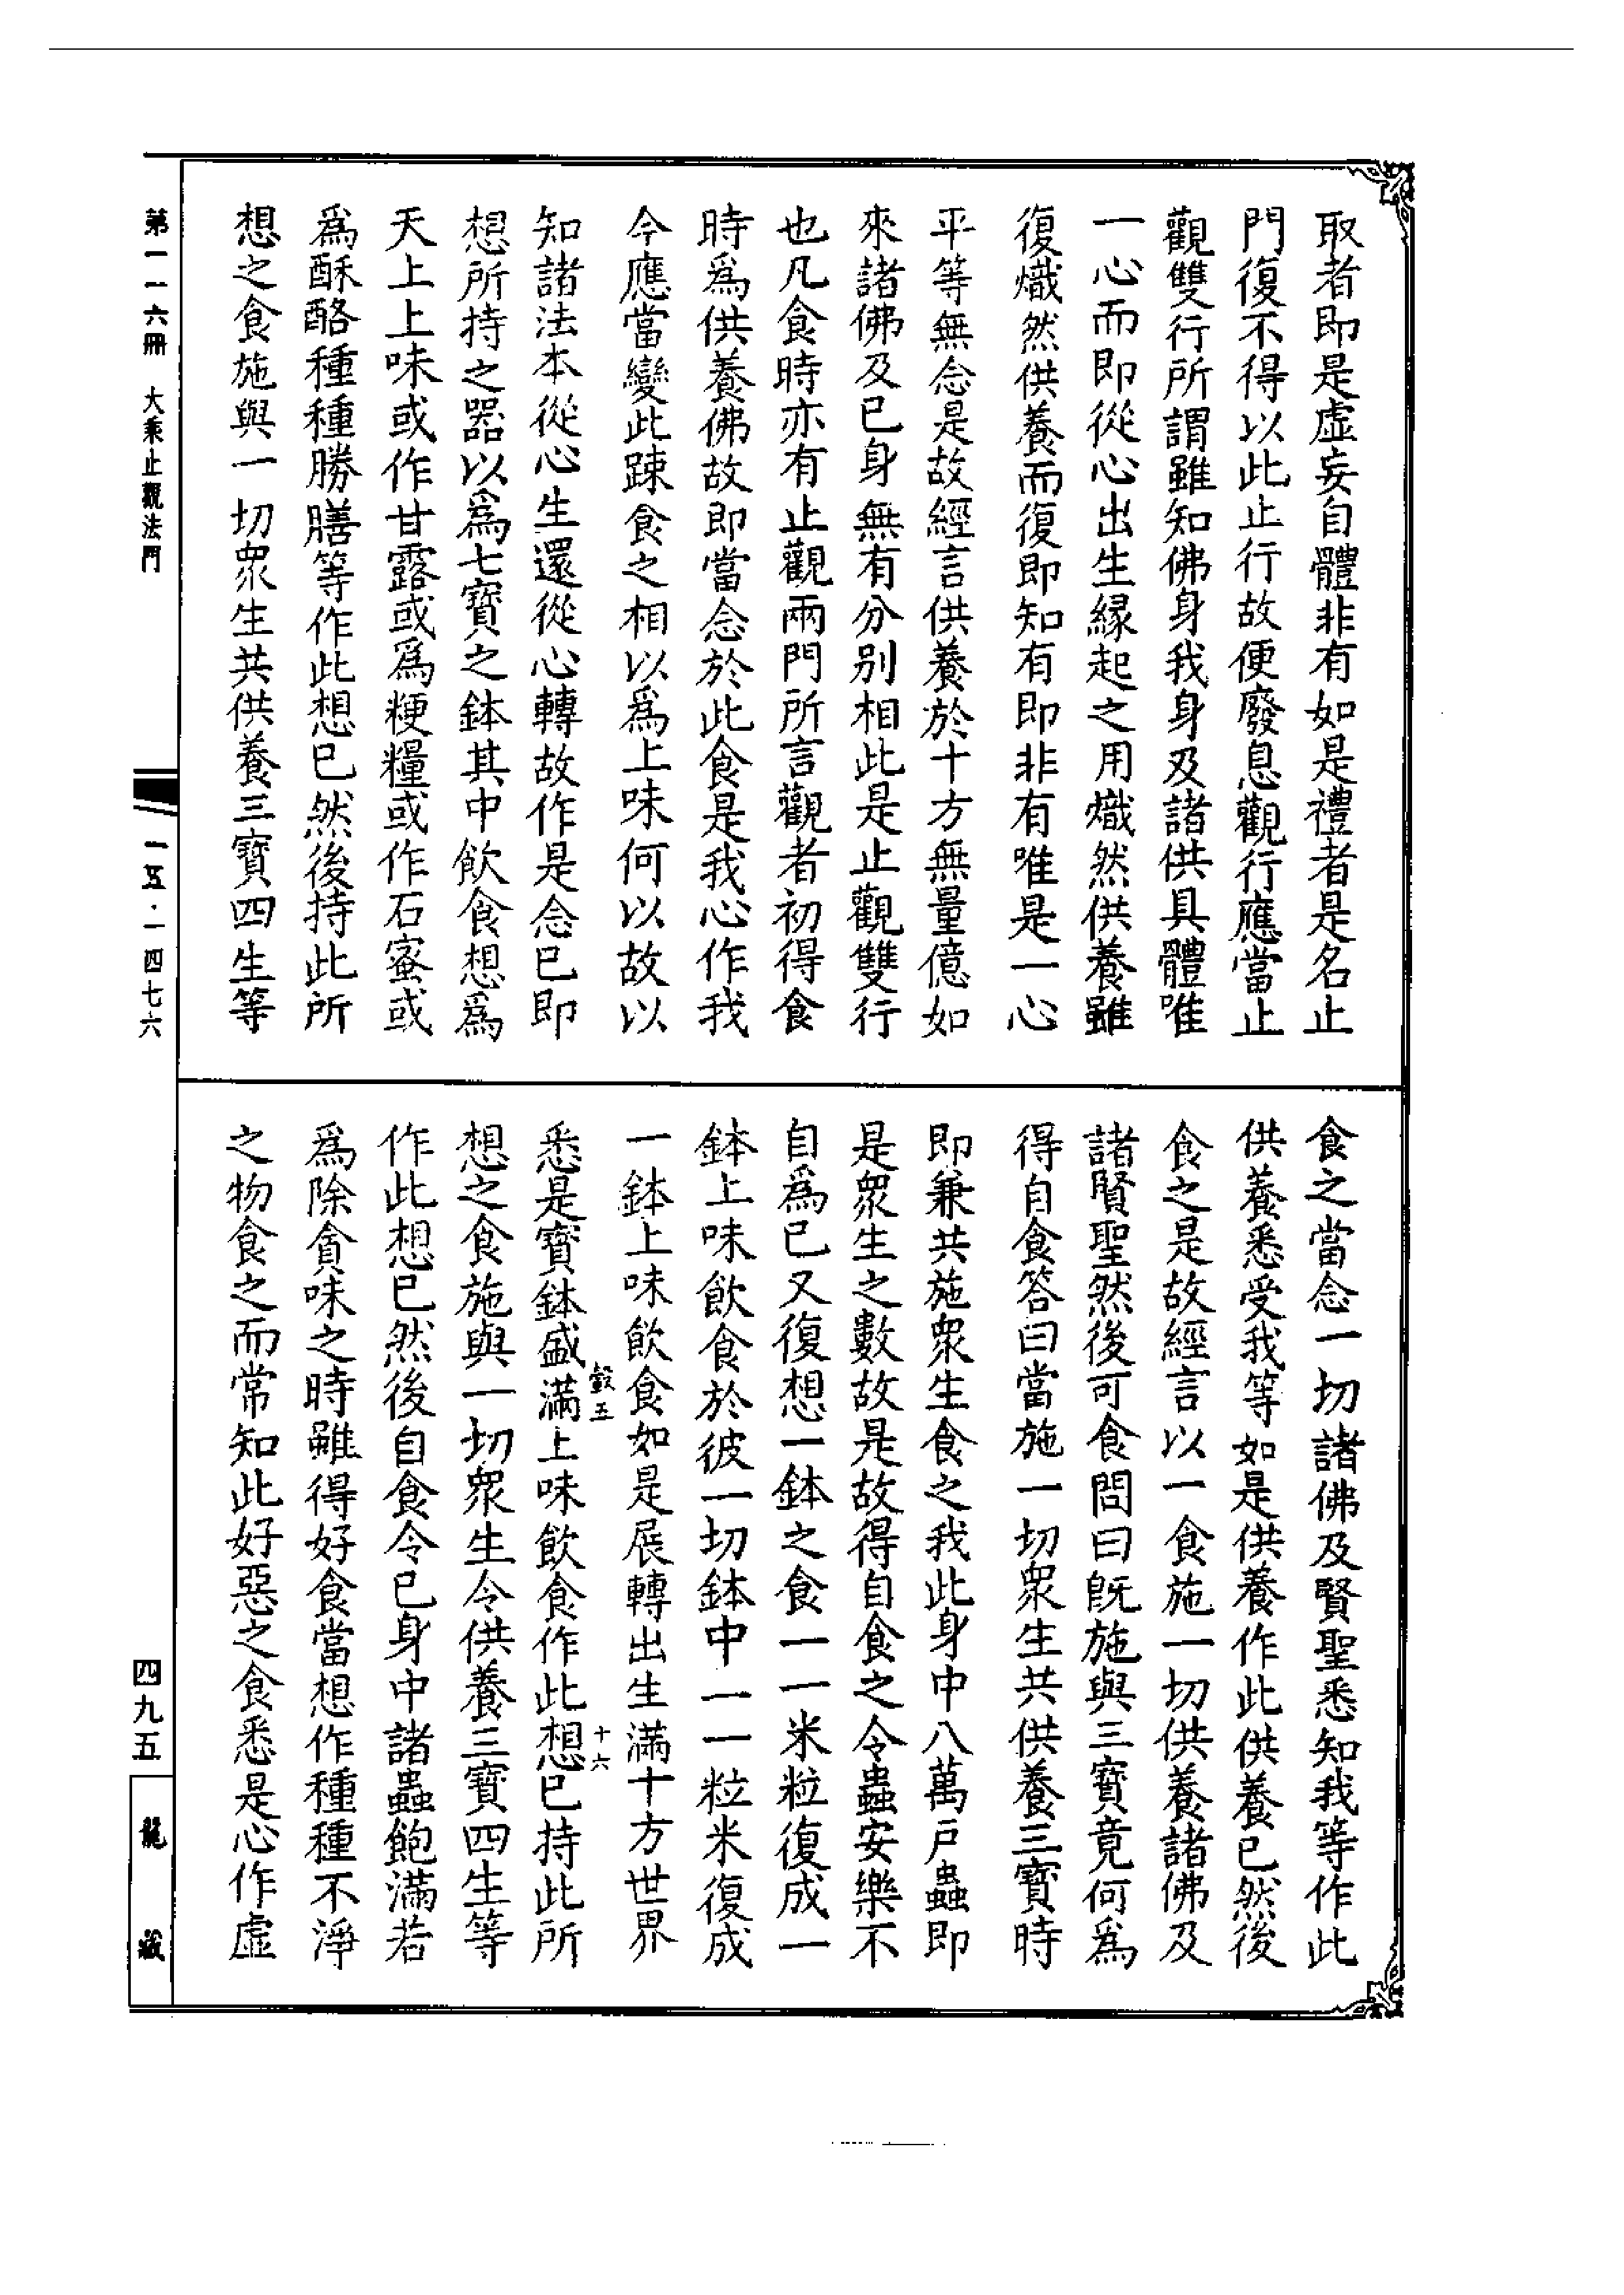 取者即是虛妄自體非有如是禮者是名止
門復不得以此止行故便廢息觀行應當止
觀雙行所謂雖知佛身我身及諸供具體唯
一心而即從心出生緣起之用熾然供養雖
復熾然供養而復即知有即非有唯是一心
平等無念是故經言供養於十方無量億如
來諸佛及已身無有分別相此是止觀雙行
也凡食時亦有止觀兩門所言觀者初得食
時爲供養佛故即當念於此食是我心作我
今應當變此踈食之相以爲上味何以故以
知諸法本從心生還從心轉故作是念已即
想所持之器以爲七寶之鉢其中飲食想爲
天上上味或作甘露或爲粳糧或作石蜜或
爲酥酪種種勝膳等作此想已然後持此所
想之食施與一切衆生共供養三寶四生等
食之當念一切諸佛及賢聖悉知我等作此
供養悉受我等如是供養作此供養已然後
食之是故經言以一食施一切供養諸佛及
諸賢聖然後可食問曰旣施與三寶竟何爲
得自食答曰當施一切衆生共供養三寶時
即兼共施衆生食之我此身中八萬戶蟲即
是衆生之數故是故得自食之令蟲安樂不
自爲已又復想一鉢之食一一米粒復成一
鉢上味飲食於彼一切鉢中一一粒米復成
一鉢上味飲食如是展轉出生滿十方世界
縠五 十六
悉是寶鉢盛滿上味飲食作此想已持此所
想之食施與一切衆生令供養三寶四生等
作此想已然後自食令已身中諸蟲飽滿若
爲除貪味之時雖得好食當想作種種不淨
之物食之而常知此好惡之食悉是心作虛
第一一六冊 大乘止觀法門
一五·一四七六
四九五
龍藏